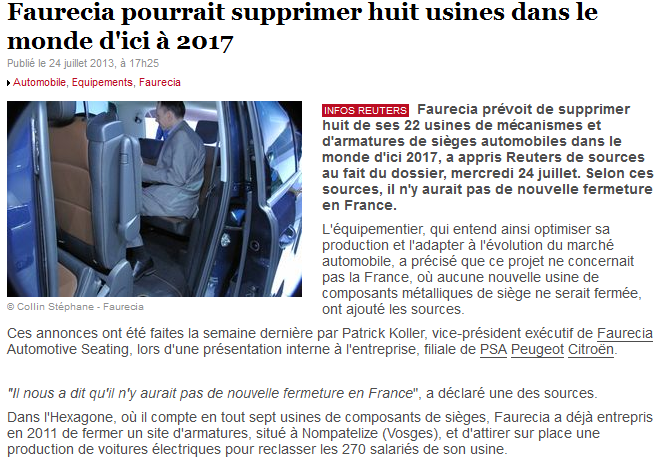 Faurecia pourrait supprimer huit usines dans le
monde d'ici à 2017
Publié le 24 juillet 2013, à 17h25
Automobile, Equipements, Faurecia
INFOS REUTERS Faurecia prévoit de supprimer
huit de ses 22 usines de mécanismes et
d'armatures de sièges automobiles dans le
monde d'ici 2017, a appris Reuters de sources
au fait du dossier, mercredi 24 juillet. Selon ces
sources, il n'y aurait pas de nouvelle fermeture
en France.
L'équipementier, qui entend ainsi optimiser sa
production et l'adapter à l'évolution du marché
automobile, a précisé que ce projet ne concernait
pas la France, où aucune nouvelle usine de
composants métalliques de siège ne serait fermée,
ont ajouté les sources.
© Collin Stéphane - Faurecia
Ces annonces ont été faites la semaine dernière par Patrick Koller, vice-président exécutif de Faurecia
Automotive Seating, lors d'une présentation interne à l'entreprise, filiale de PSA Peugeot Citroën.
"Il nous a dit qu'il n'y aurait pas de nouvelle fermeture en France", a déclaré une des sources.
Dans l'Hexagone, où il compte en tout sept usines de composants de sièges, Faurecia a déjà entrepris
en 2011 de fermer un site d'armatures, situé à Nompatelize (Vosges), et d'attirer sur place une
production de voitures électriques pour reclasser les 270 salariés de son usine.